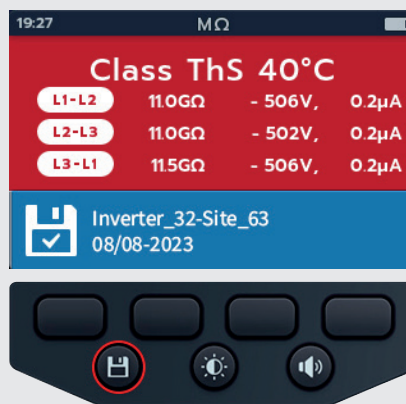 19:27 MΩ
Class ThS 40°C
L1-L2 11.0GΩ - 506V, 0.2µA
L2-L3 11.0GΩ - 502V, 0.2µA
L3-L1 11.5GΩ - 506V, 0.2µA
Inverter_32-Site_63
08/08-2023